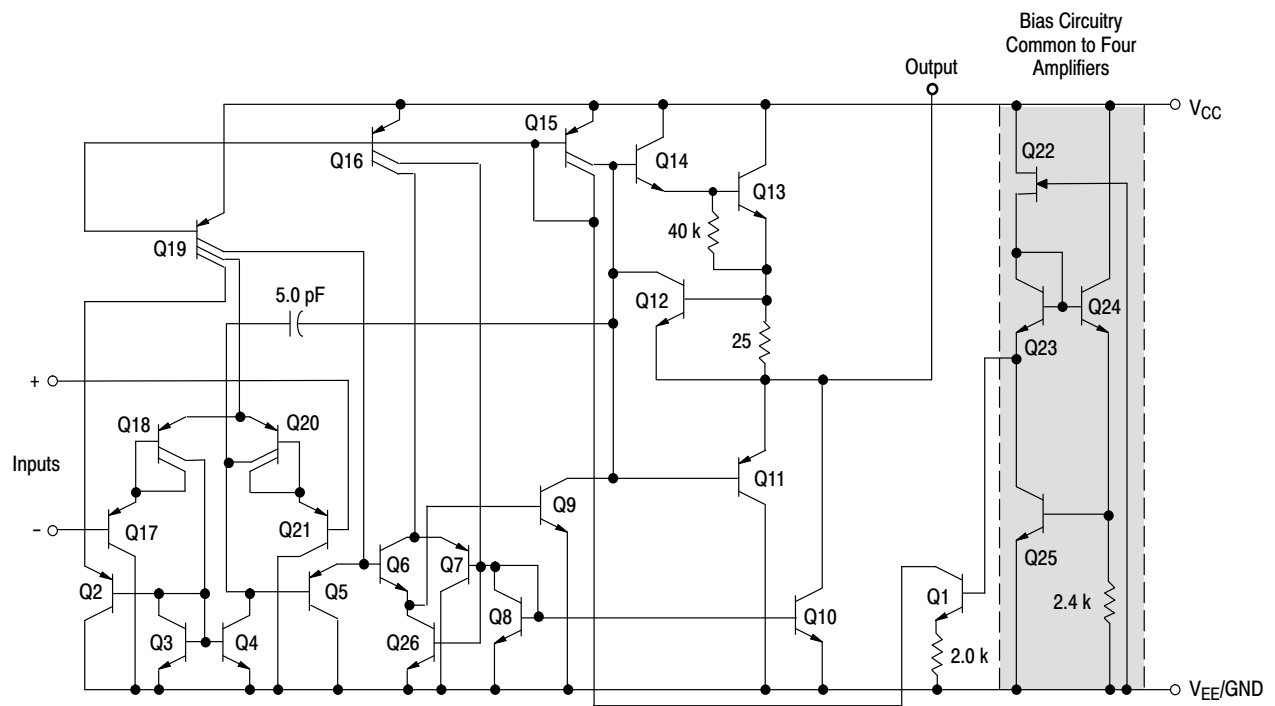 Bias Circuitry
Common to Four
Amplifiers
Output
V_CC
Q15
Q14
Q22
Q16
Q13
40 k
Q19
5.0 pF
Q12
Q24
Q23
25
+
Q18
Q20
Inputs
Q11
Q9
–
Q17
Q21
Q25
Q6
Q7
Q2
Q5
Q1
2.4 k
Q3
Q4
Q26
Q8
Q10
2.0 k
V_EE/GND